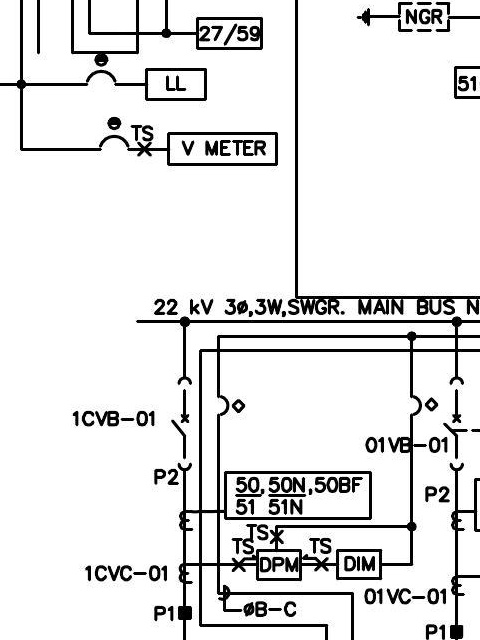 27/59
NGR
LL
51
TS
V METER
22 kV 3ø,3W,SWGR. MAIN BUS N
1CVB-01
01VB-01
P2
50,50N,50BF
51 51N
P2
TS
TS
TS
DPM
DIM
1CVC-01
01VC-01
P1
øB-C
P1